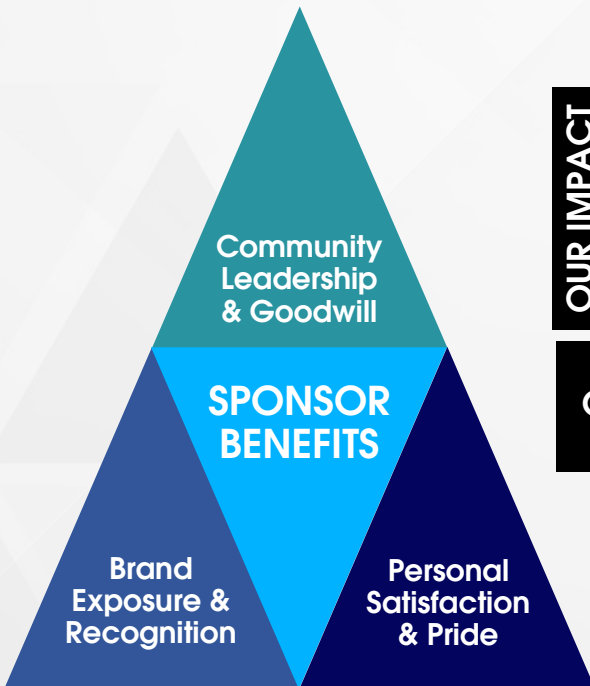 Community
Leadership
& Goodwill
SPONSOR
BENEFITS
Brand
Exposure &
Recognition
Personal
Satisfaction
& Pride
OUR IMPACT